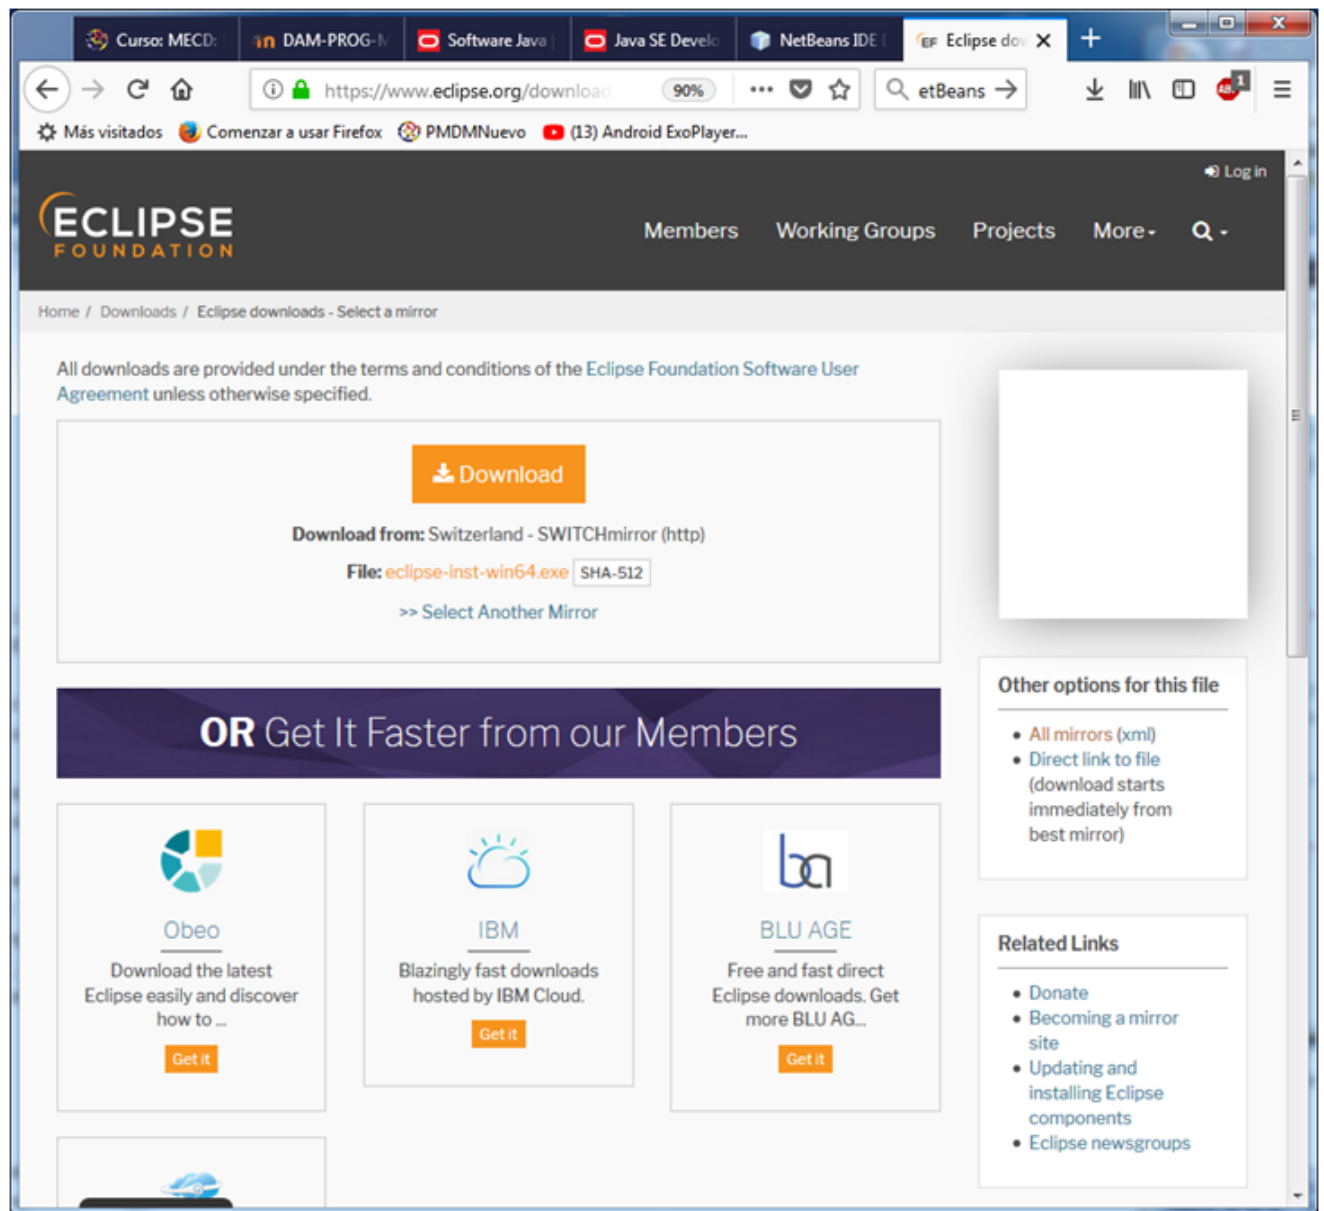 Curso: MECD:
DAM-PROG-M
Software Java |
Java SE Develo
NetBeans IDE
Eclipse dow
https://www.eclipse.org/download
90%
etBeans
1
Más visitados
Comenzar a usar Firefox
PMDMNuevo
(13) Android ExoPlayer...
Log in
ECLIPSE
FOUNDATION
Members
Working Groups
Projects
More
Home / Downloads / Eclipse downloads - Select a mirror
All downloads are provided under the terms and conditions of the Eclipse Foundation Software User
Agreement unless otherwise specified.
Download
Download from: Switzerland - SWITCHmirror (http)
File: eclipse-inst-win64.exe SHA-512
>> Select Another Mirror
OR Get It Faster from our Members
Obeo
Download the latest
Eclipse easily and discover
how to ...
Get it
IBM
Blazingly fast downloads
hosted by IBM Cloud.
Get it
ba
BLU AGE
Free and fast direct
Eclipse downloads. Get
more BLU AG...
Get it
Other options for this file
All mirrors (xml)
Direct link to file
(download starts
immediately from
best mirror)
Related Links
Donate
Becoming a mirror
site
Updating and
installing Eclipse
components
Eclipse newsgroups